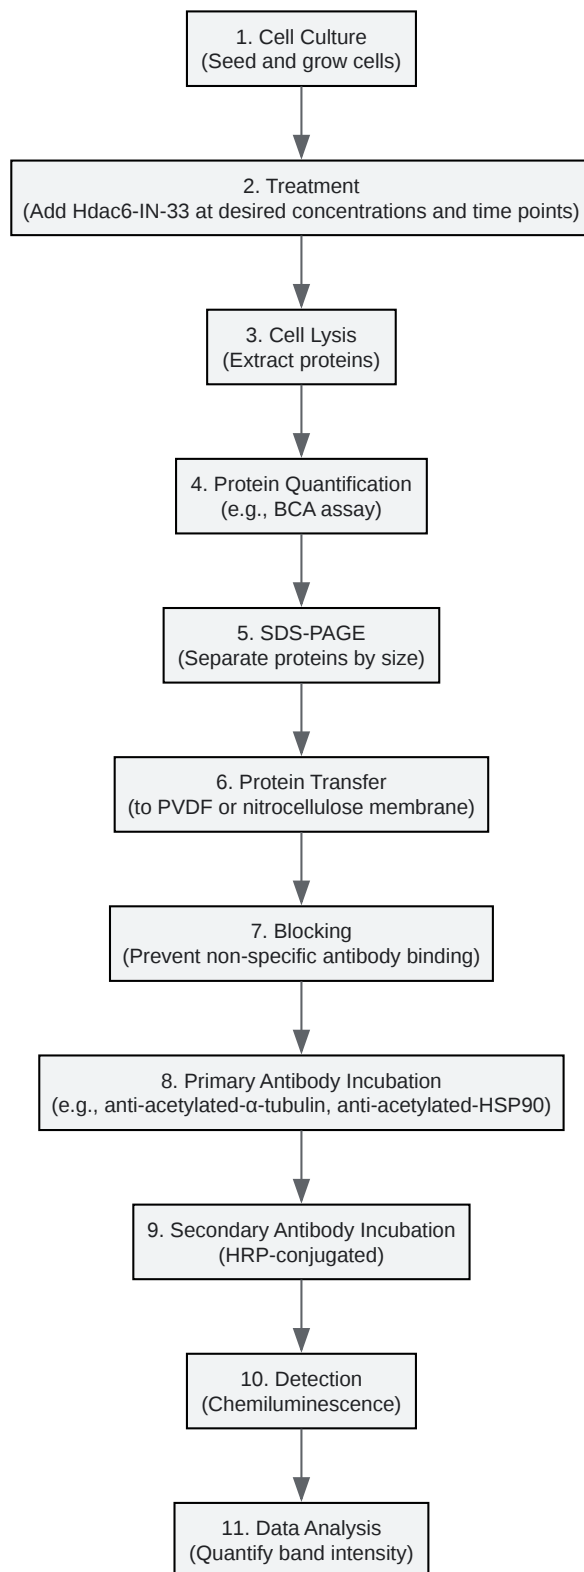 1. Cell Culture
(Seed and grow cells)
2. Treatment
(Add Hdac6-IN-33 at desired concentrations and time points)
3. Cell Lysis
(Extract proteins)
4. Protein Quantification
(e.g., BCA assay)
5. SDS-PAGE
(Separate proteins by size)
6. Protein Transfer
(to PVDF or nitrocellulose membrane)
7. Blocking
(Prevent non-specific antibody binding)
8. Primary Antibody Incubation
(e.g., anti-acetylated-α-tubulin, anti-acetylated-HSP90)
9. Secondary Antibody Incubation
(HRP-conjugated)
10. Detection
(Chemiluminescence)
11. Data Analysis
(Quantify band intensity)